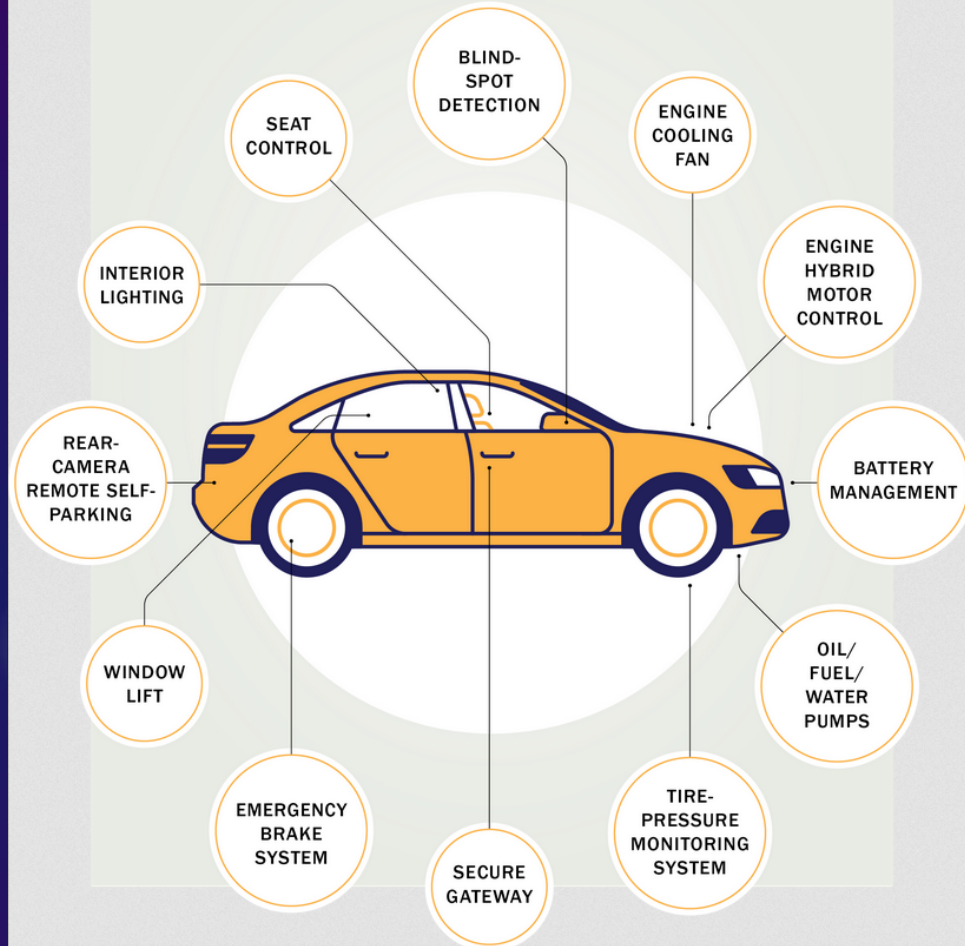 BLIND-
SPOT
DETECTION
SEAT
CONTROL
ENGINE
COOLING
FAN
INTERIOR
LIGHTING
ENGINE
HYBRID
MOTOR
CONTROL
REAR-
CAMERA
REMOTE SELF-
PARKING
BATTERY
MANAGEMENT
WINDOW
LIFT
OIL/
FUEL/
WATER
PUMPS
EMERGENCY
BRAKE
SYSTEM
SECURE
GATEWAY
TIRE-
PRESSURE
MONITORING
SYSTEM